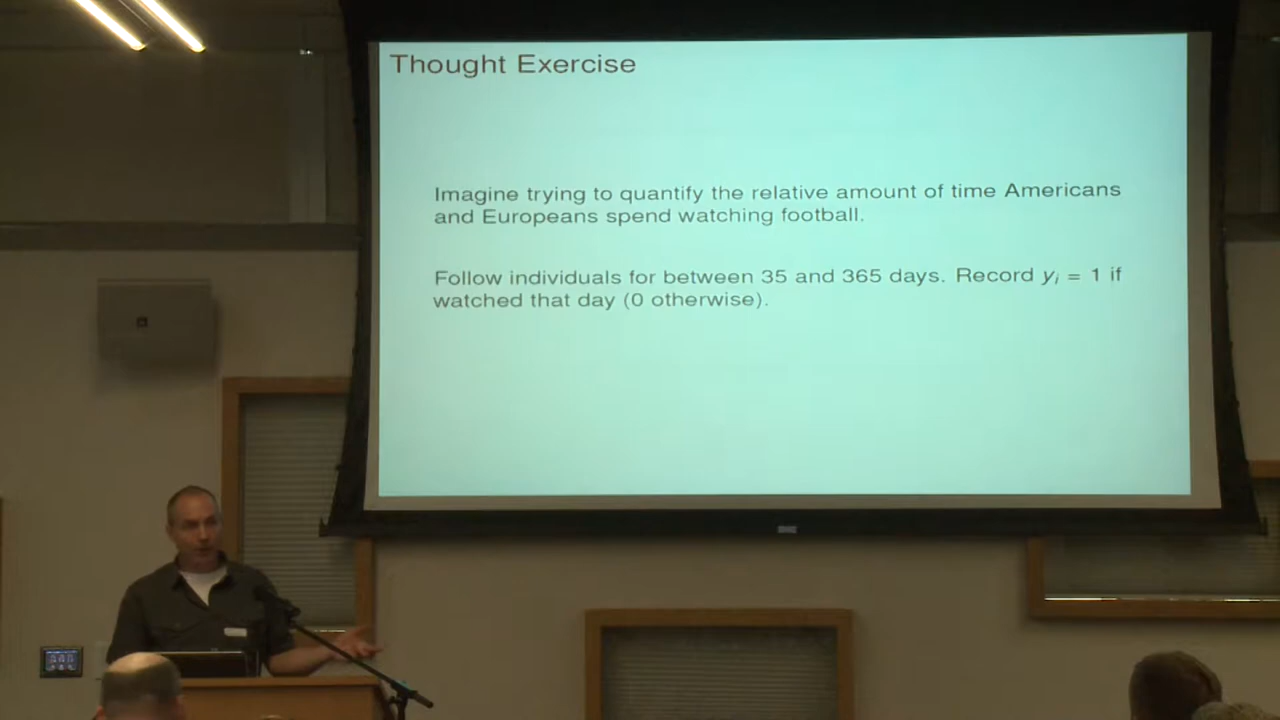 Thought Exercise
Imagine trying to quantify the relative amount of time Americans
and Europeans spend watching football.
Follow individuals for between 35 and 365 days. Record yᵢ = 1 if
watched that day (0 otherwise).